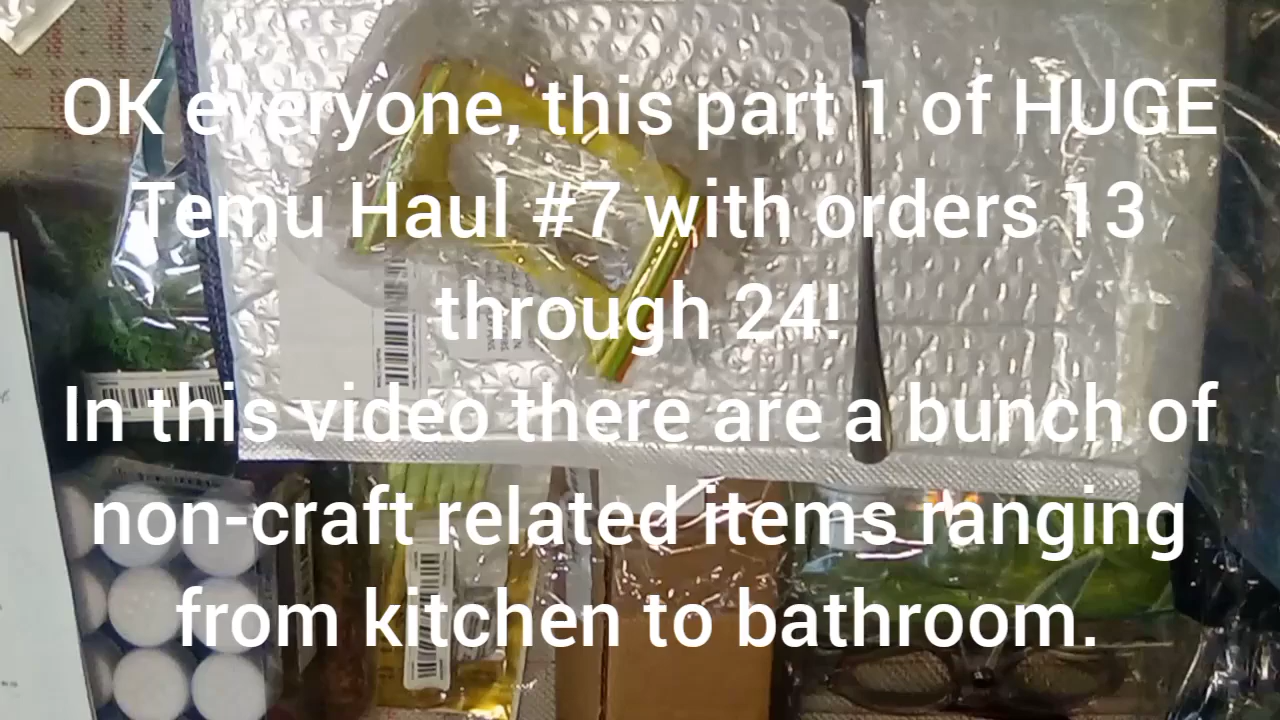 OK everyone, this part 1 of HUGE
Temu Haul #7 with orders 13
through 24!
In this video there are a bunch of
non-craft related items ranging
from kitchen to bathroom.